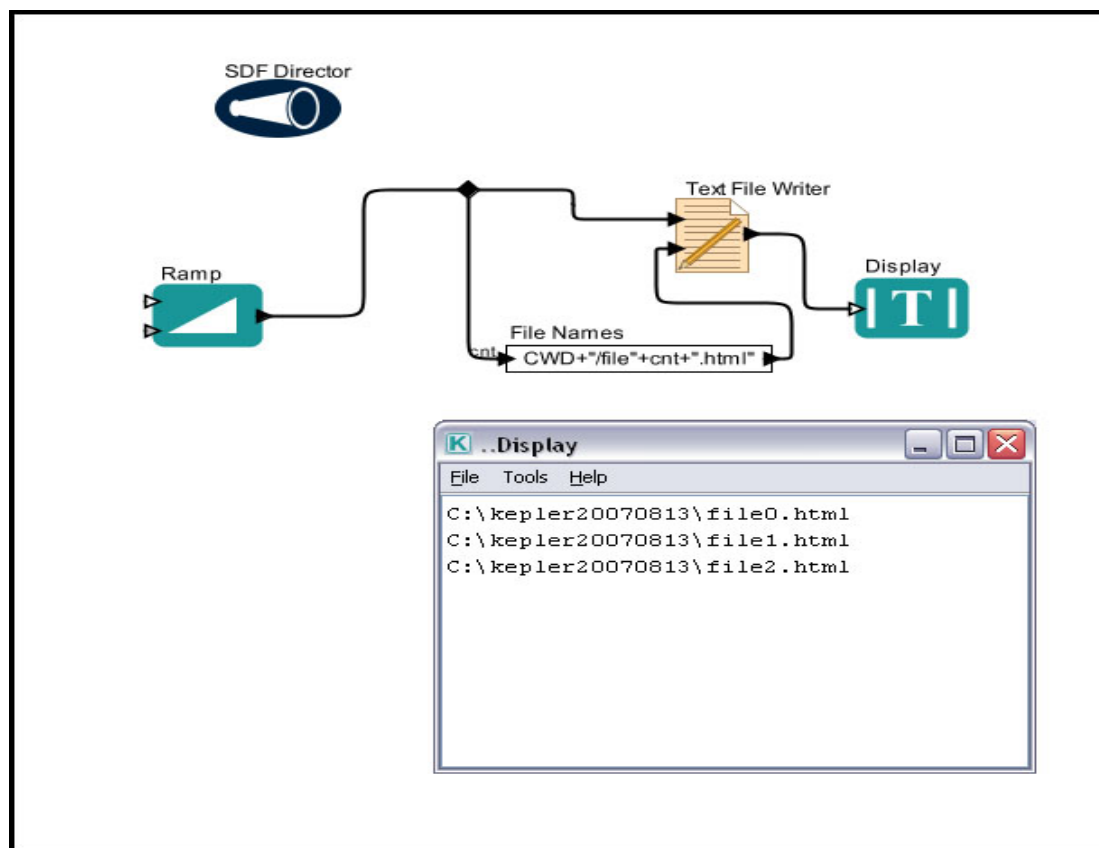 SDF Director
Text File Writer
Ramp
Display
T
File Names
cnt
CWD+"/file"+cnt+".html"
K ..Display
File Tools Help
C:\kepler20070813\file0.html
C:\kepler20070813\file1.html
C:\kepler20070813\file2.html